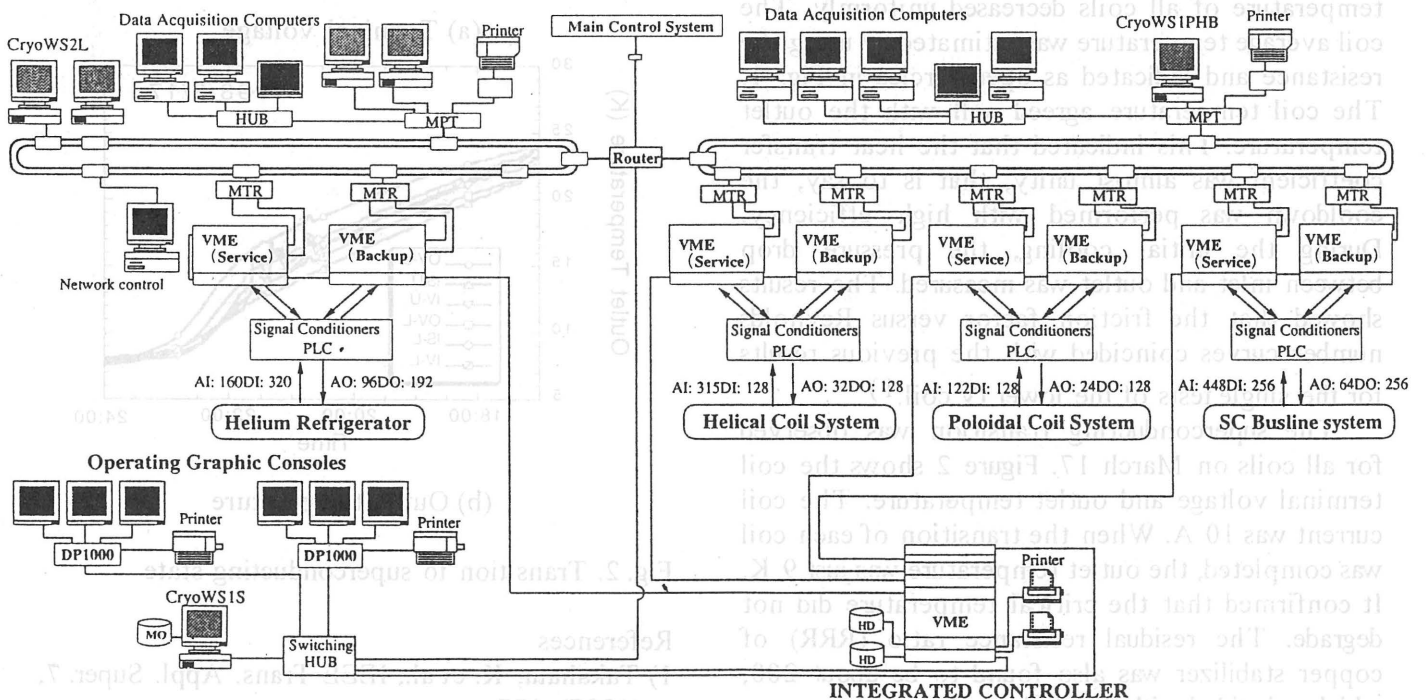 Data Acquisition Computers
CryoWS2L
Printer
HUB
MPT
Main Control System
Data Acquisition Computers
CryoWS1PHB
Printer
HUB
MPT
Router
MTR
MTR
MTR
MTR
MTR
MTR
MTR
MTR
Network control
VME
(Service)
VME
(Backup)
VME
(Service)
VME
(Backup)
VME
(Service)
VME
(Backup)
VME
(Service)
VME
(Backup)
Signal Conditioners
PLC
Signal Conditioners
PLC
Signal Conditioners
PLC
Signal Conditioners
PLC
AI: 160DI: 320
AO: 96DO: 192
AI: 315DI: 128
AO: 32DO: 128
AI: 122DI: 128
AO: 24DO: 128
AI: 448DI: 256
AO: 64DO: 256
Helium Refrigerator
Helical Coil System
Poloidal Coil System
SC Busline system
Operating Graphic Consoles
DP1000
Printer
DP1000
Printer
CryoWS1S
MO
Switching
HUB
VME
HD
HD
Printer
INTEGRATED CONTROLLER